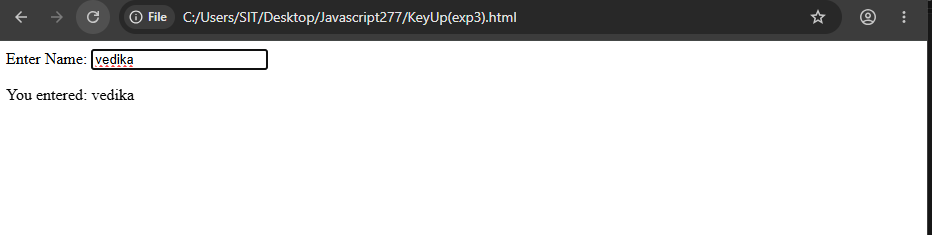 File C:/Users/SIT/Desktop/Javascript277/KeyUp(exp3).html
Enter Name: vedika
You entered: vedika